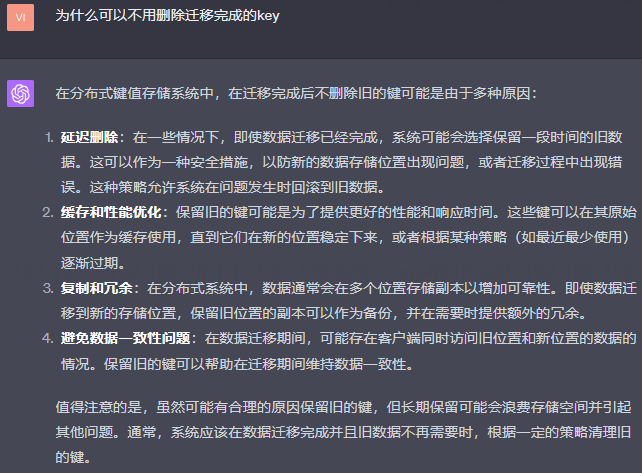 VI
为什么可以不用删除迁移完成的key
在分布式键值存储系统中，在迁移完成后不删除旧的键可能是由于多种原因：
1. 延迟删除：在一些情况下，即使数据迁移已经完成，系统可能会选择保留一段时间的旧数
据。这可以作为一种安全措施，以防新的数据存储位置出现问题，或者迁移过程中出现错
误。这种策略允许系统在问题发生时回滚到旧数据。
2. 缓存和性能优化：保留旧的键可能是为了提供更好的性能和响应时间。这些键可以在其原始
位置作为缓存使用，直到它们在新的位置稳定下来，或者根据某种策略（如最近最少使用）
逐渐过期。
3. 复制和冗余：在分布式系统中，数据通常会在多个位置存储副本以增加可靠性。即使数据迁
移到新的存储位置，保留旧位置的副本可以作为备份，并在需要时提供额外的冗余。
4. 避免数据一致性问题：在数据迁移期间，可能存在客户端同时访问旧位置和新位置的数据的
情况。保留旧的键可以帮助在迁移期间维持数据一致性。
值得注意的是，虽然可能有合理的原因保留旧的键，但长期保留可能会浪费存储空间并引起
其他问题。通常，系统应该在数据迁移完成并且旧数据不再需要时，根据一定的策略清理旧
的键。